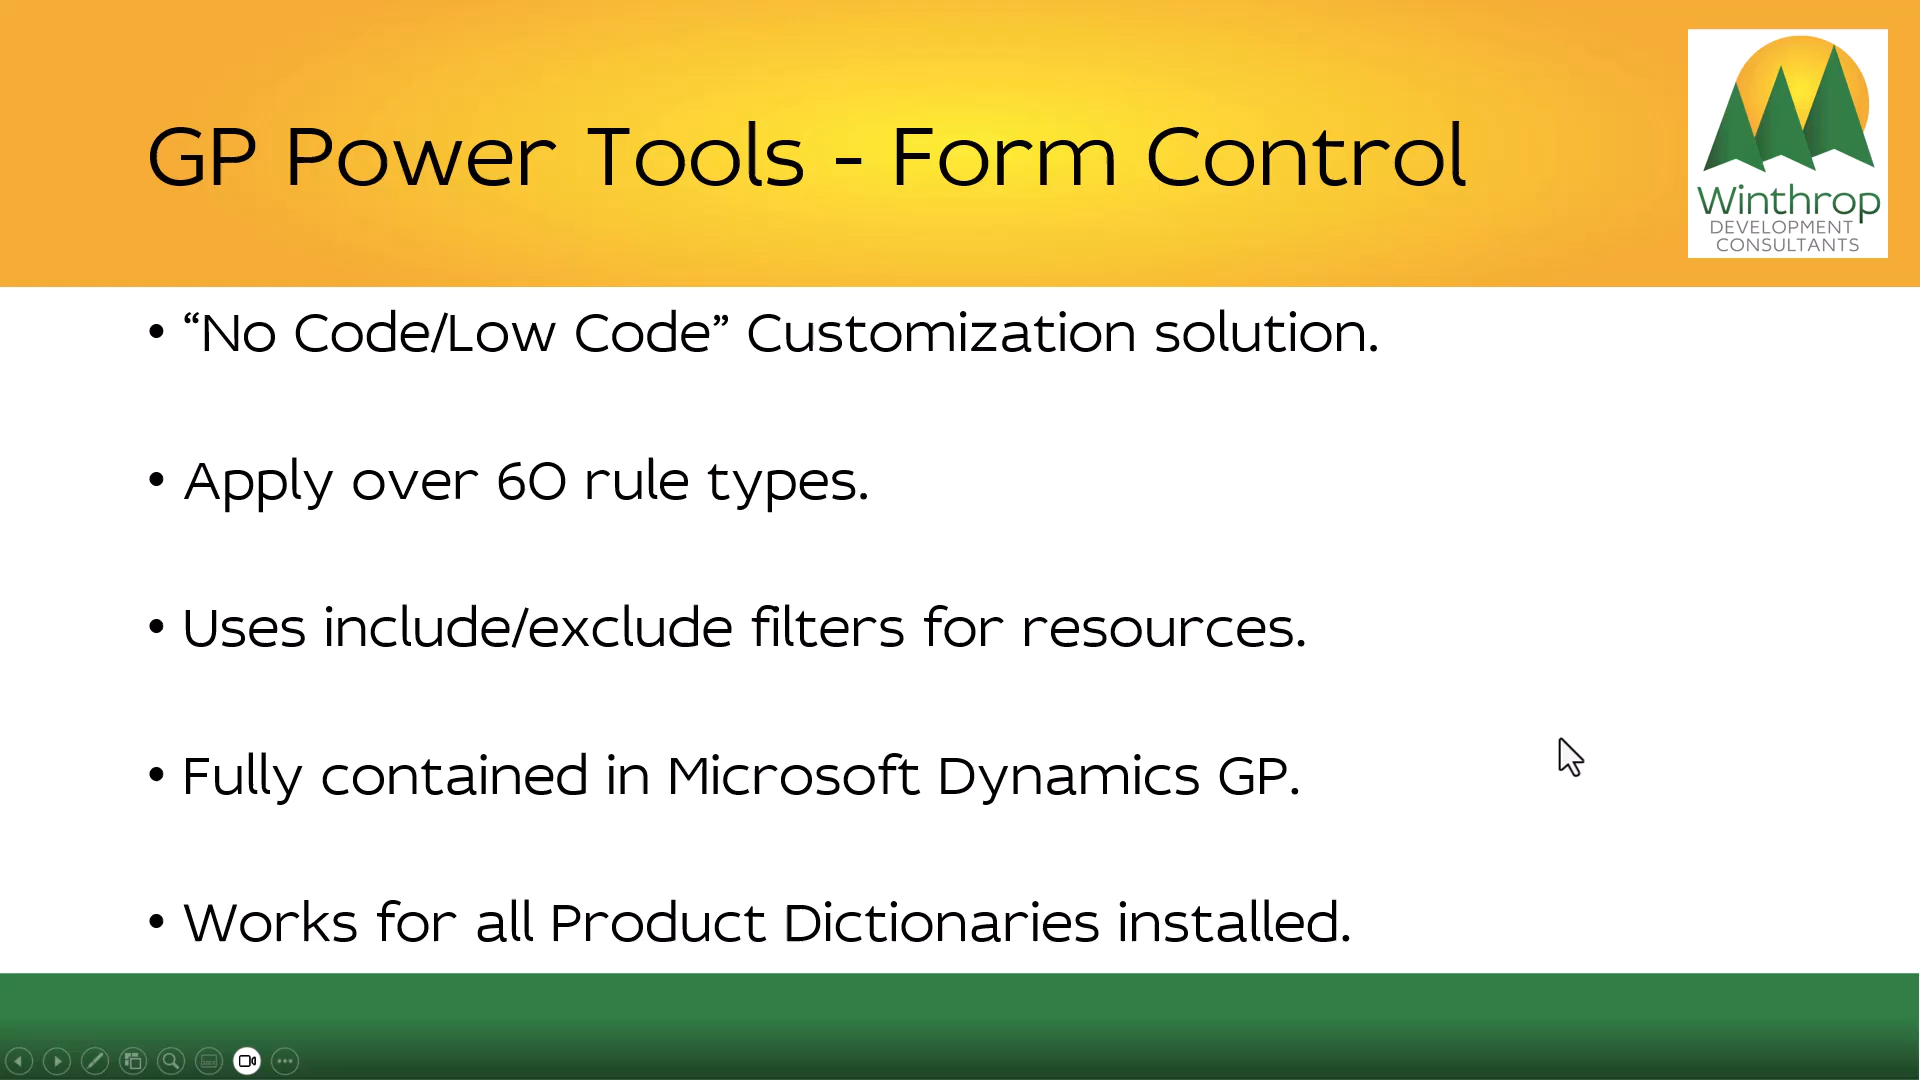 GP Power Tools - Form Control
Winthrop
DEVELOPMENT
CONSULTANTS
• “No Code/Low Code” Customization solution.
• Apply over 60 rule types.
• Uses include/exclude filters for resources.
• Fully contained in Microsoft Dynamics GP.
• Works for all Product Dictionaries installed.